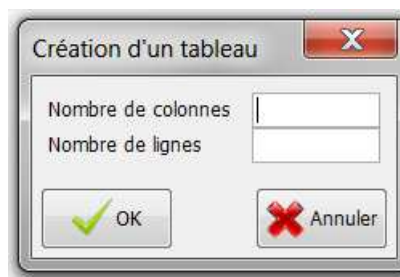 Création d'un tableau
Nombre de colonnes
Nombre de lignes
OK
Annuler